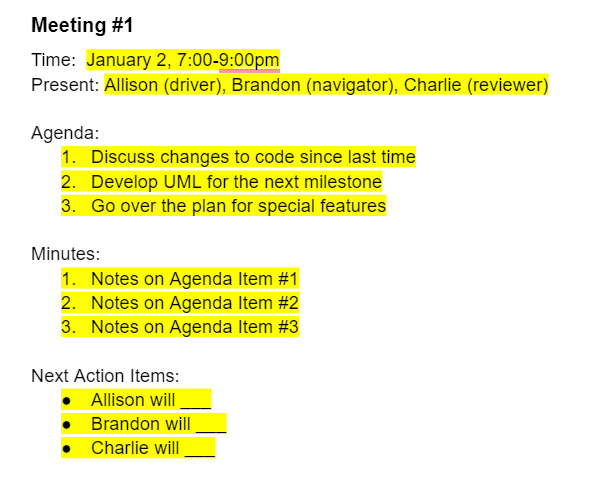 Meeting #1
Time: January 2, 7:00-9:00pm
Present: Allison (driver), Brandon (navigator), Charlie (reviewer)
Agenda:
1. Discuss changes to code since last time
2. Develop UML for the next milestone
3. Go over the plan for special features
Minutes:
1. Notes on Agenda Item #1
2. Notes on Agenda Item #2
3. Notes on Agenda Item #3
Next Action Items:
● Allison will ___
● Brandon will ___
● Charlie will ___